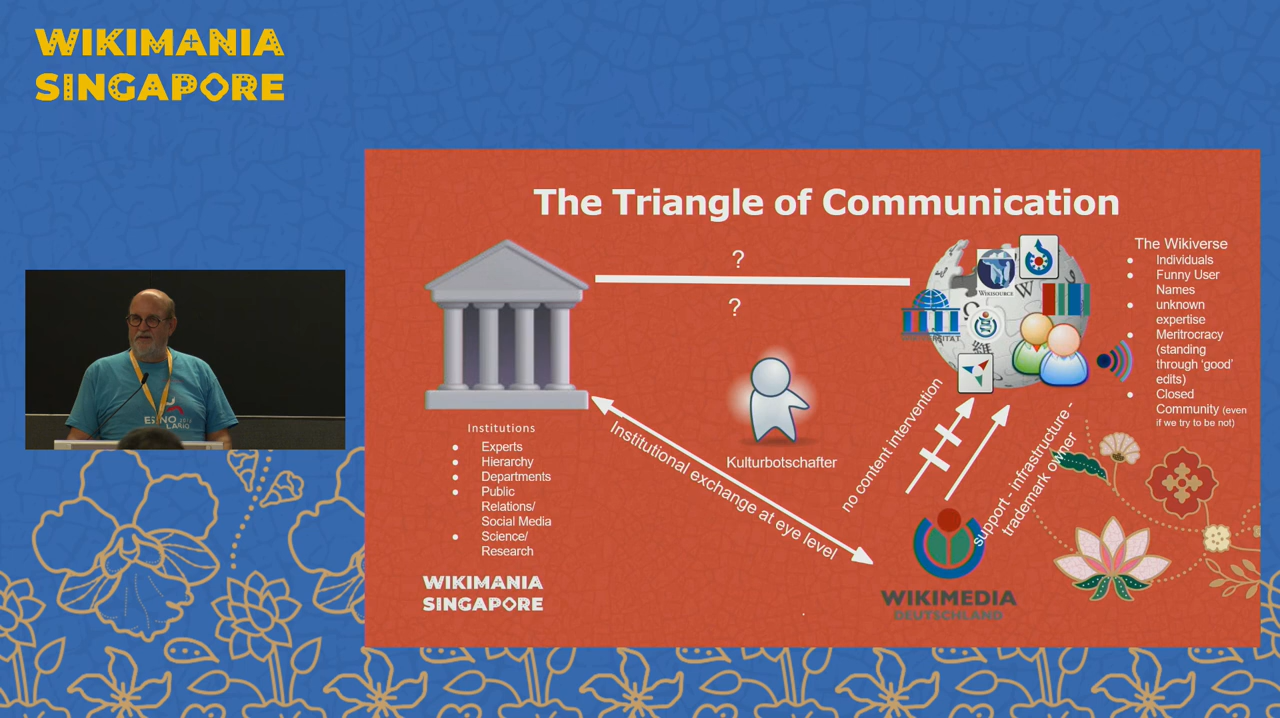 WIKIMANIA
SINGAPORE
The Triangle of Communication
?
?
WIKISOURCE
W
The Wikiverse
Individuals
Funny User
Names
unknown
expertise
Meritrocracy
(standing
through ‘good’
edits)
Closed
Community (even
if we try to be not)
Institutions
Experts
Hierarchy
Departments
Public
Relations/
Social Media
Science/
Research
Kulturbotschafter
Institutional exchange at eye level
no content intervention
support - infrastructure -
trademark owner
WIKIMEDIA
DEUTSCHLAND
WIKIMANIA
SINGAPORE